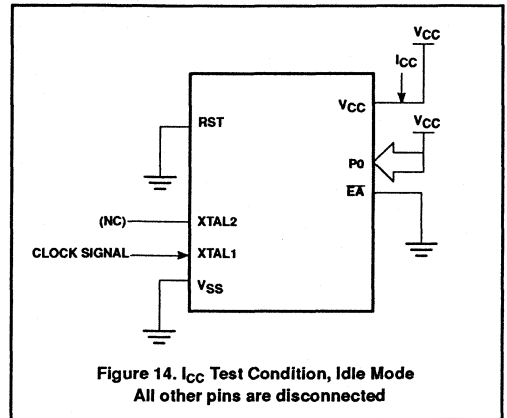 VCC
ICC
VCC
VCC
RST
P0
EA
(NC)
XTAL2
CLOCK SIGNAL
XTAL1
VSS
Figure 14. ICC Test Condition, Idle Mode
All other pins are disconnected